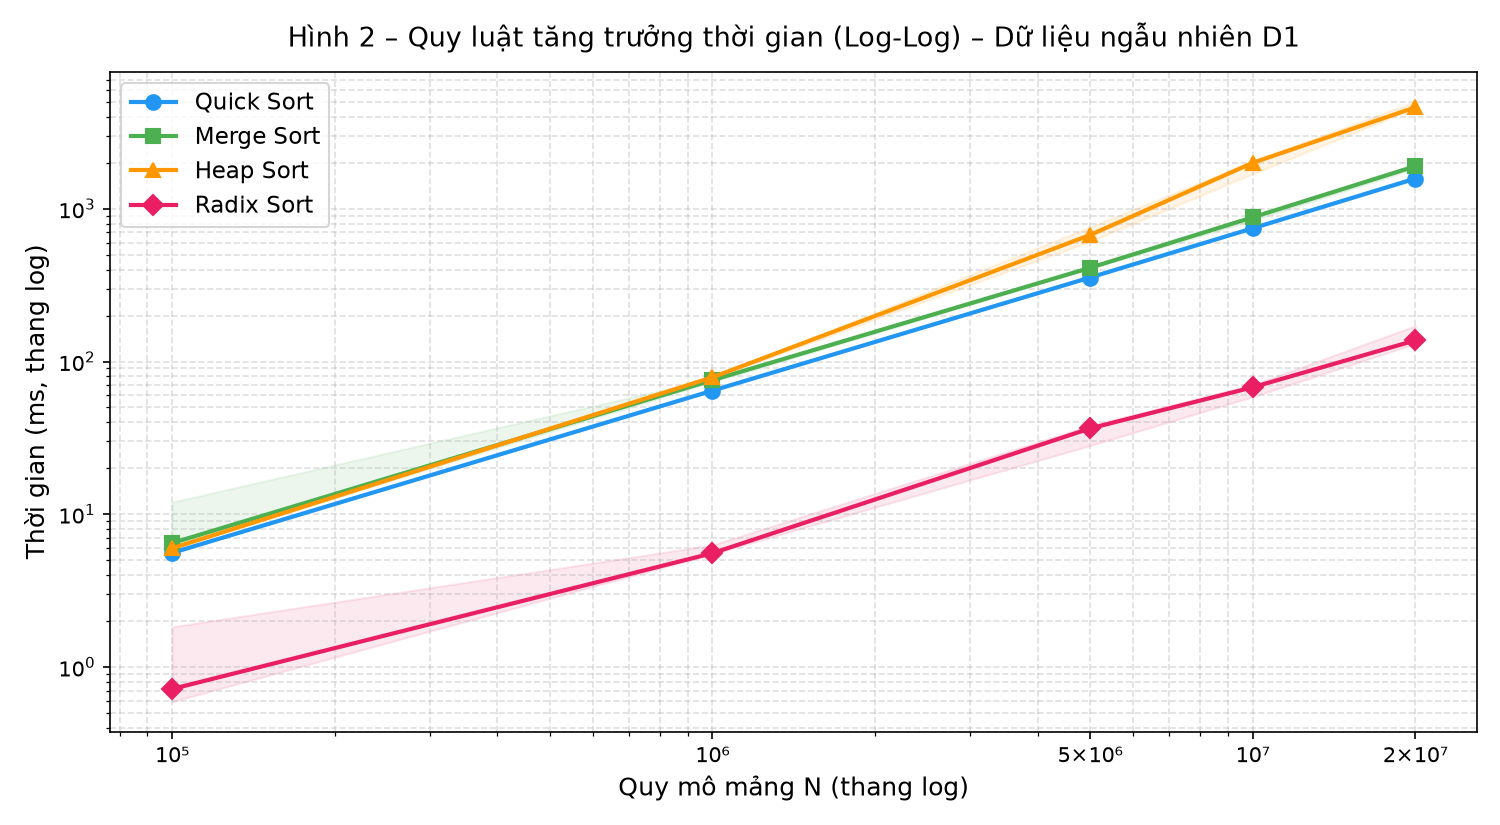 Hình 2 – Quy luật tăng trưởng thời gian (Log-Log) – Dữ liệu ngẫu nhiên D1
Quick Sort
Merge Sort
Heap Sort
Radix Sort
Thời gian (ms, thang log)
10³
10²
10¹
10⁰
10⁵
10⁶
5×10⁶
10⁷
2×10⁷
Quy mô mảng N (thang log)